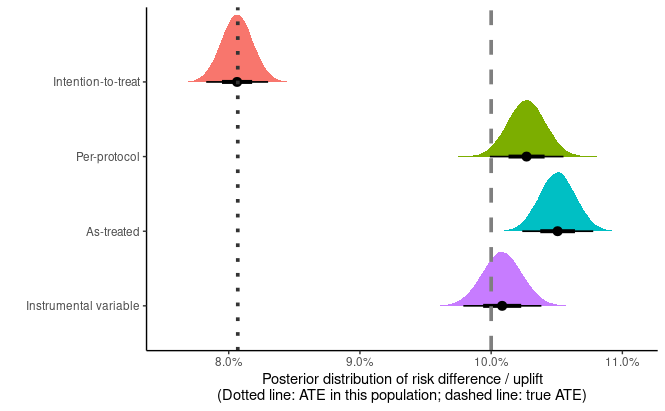 Intention-to-treat
Per-protocol
As-treated
Instrumental variable
8.0% 9.0% 10.0% 11.0%
Posterior distribution of risk difference / uplift
(Dotted line: ATE in this population; dashed line: true ATE)